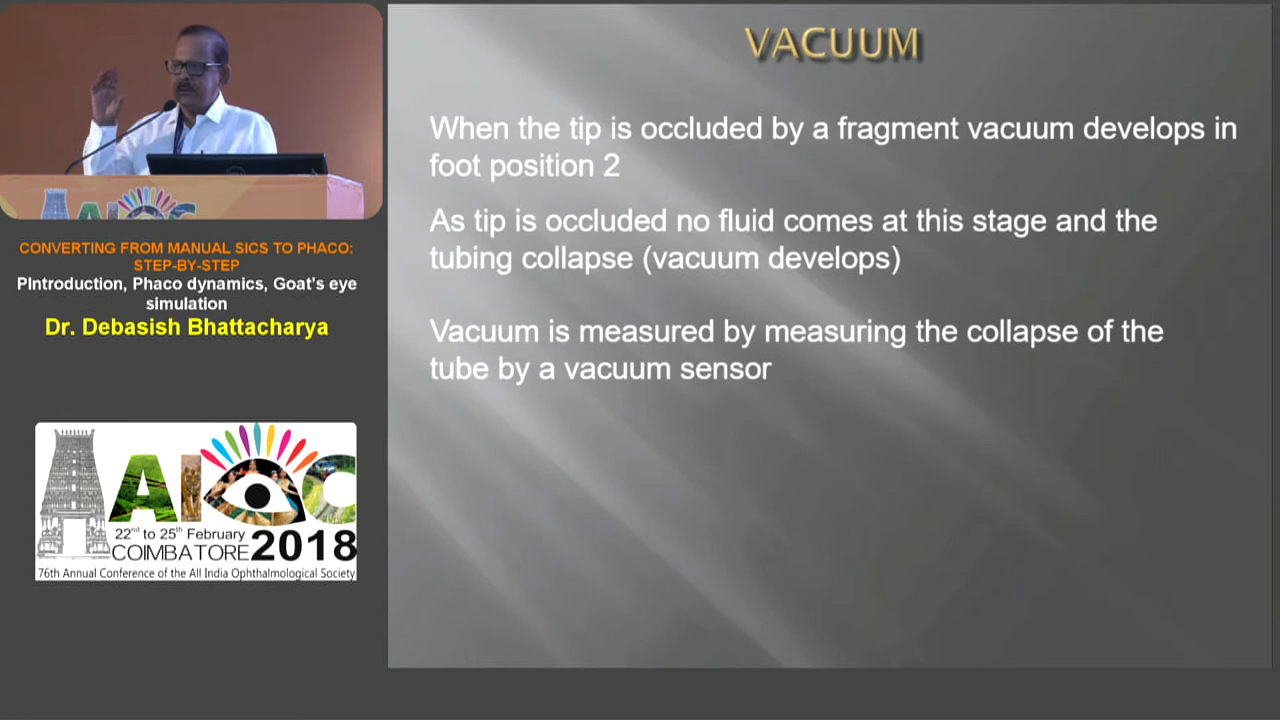 VACUUM
When the tip is occluded by a fragment vacuum develops in
foot position 2
As tip is occluded no fluid comes at this stage and the
tubing collapse (vacuum develops)
Vacuum is measured by measuring the collapse of the
tube by a vacuum sensor
CONVERTING FROM MANUAL SICS TO PHACO:
STEP-BY-STEP
PIntroduction, Phaco dynamics, Goat's eye
simulation
Dr. Debasish Bhattacharya
AIOC
22nd to 25th February
COIMBATORE 2018
76th Annual Conference of the All India Ophthalmological Society